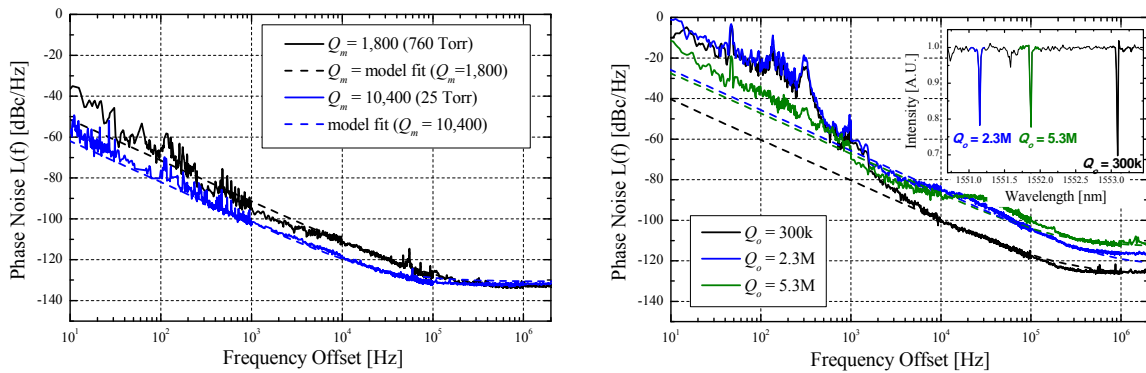 0
-20
-40
-60
-80
-100
-120
-140
Phase Noise L(f) [dBc/Hz]
10¹ 10² 10³ 10⁴ 10⁵ 10⁶
Frequency Offset [Hz]
Qm = 1,800 (760 Torr)
Qm = model fit (Qm=1,800)
Qm = 10,400 (25 Torr)
model fit (Qm = 10,400)
0
-20
-40
-60
-80
-100
-120
-140
Phase Noise L(f) [dBc/Hz]
10¹ 10² 10³ 10⁴ 10⁵ 10⁶
Frequency Offset [Hz]
Qo = 300k
Qo = 2.3M
Qo = 5.3M
1.0
0.9
0.8
0.7
Intensity [A.U.]
Qo = 2.3M
Qo = 5.3M
Qo = 300k
1551.0 1551.5 1552.0 1552.5 1553.0
Wavelength [nm]